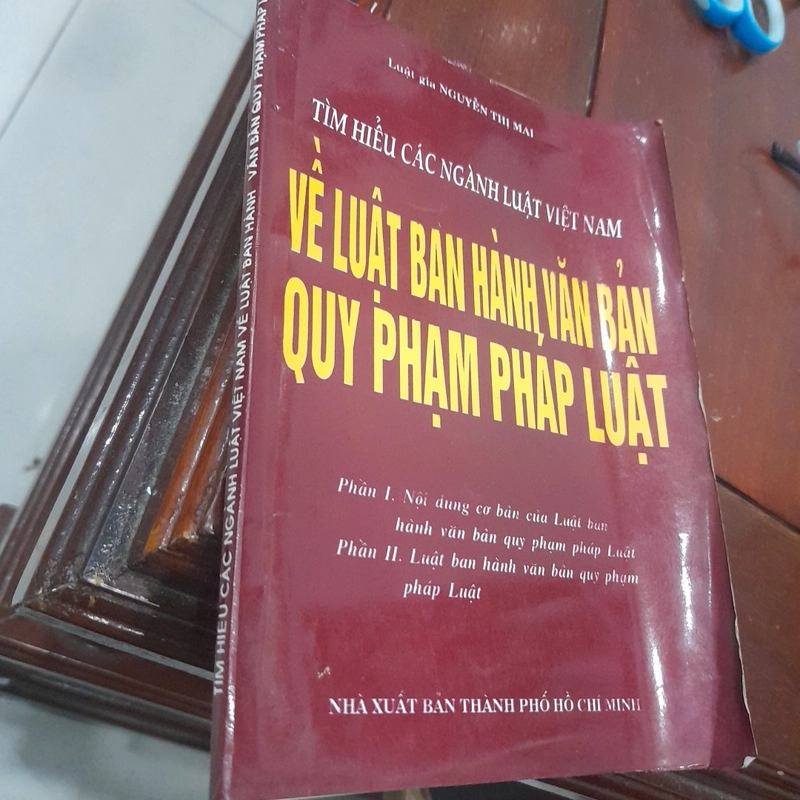 Luật gia NGUYỄN THỊ MAI
TÌM HIỂU CÁC NGÀNH LUẬT VIỆT NAM
VỀ LUẬT BAN HÀNH VĂN BẢN
QUY PHẠM PHÁP LUẬT
Phần I. Nội dung cơ bản của Luật ban
hành văn bản quy phạm pháp Luật
Phần II. Luật ban hành văn bản quy phạm
pháp Luật
NHÀ XUẤT BẢN THÀNH PHỐ HỒ CHÍ MINH
TÌM HIỂU CÁC NGÀNH LUẬT VIỆT NAM VỀ LUẬT BAN HÀNH VĂN BẢN QUY PHẠM PHÁP